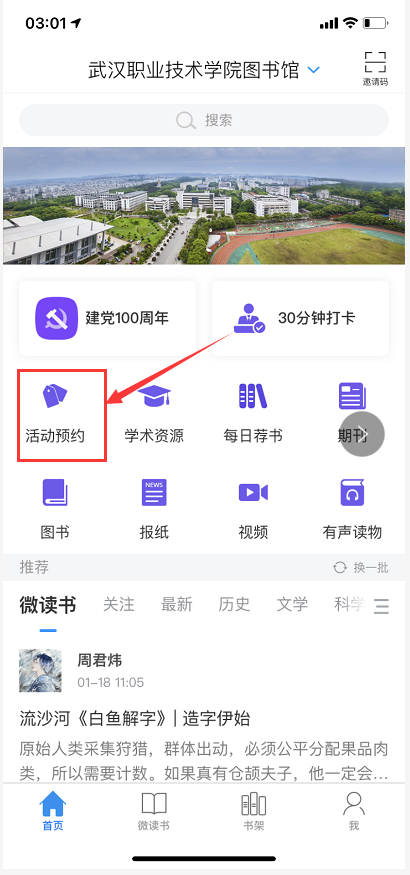 03:01
武汉职业技术学院图书馆
邀请码
搜索
建党100周年
30分钟打卡
活动预约
学术资源
每日荐书
期刊
图书
NEWS
报纸
视频
有声读物
推荐
换一批
微读书 关注 最新 历史 文学 科学
周君炜
01-18 11:05
流沙河《白鱼解字》| 造字伊始
原始人类采集狩猎，群体出动，必须公平分配果品肉
类，所以需要计数。如果真有仓颉夫子，他一定会...
首页
微读书
书架
我